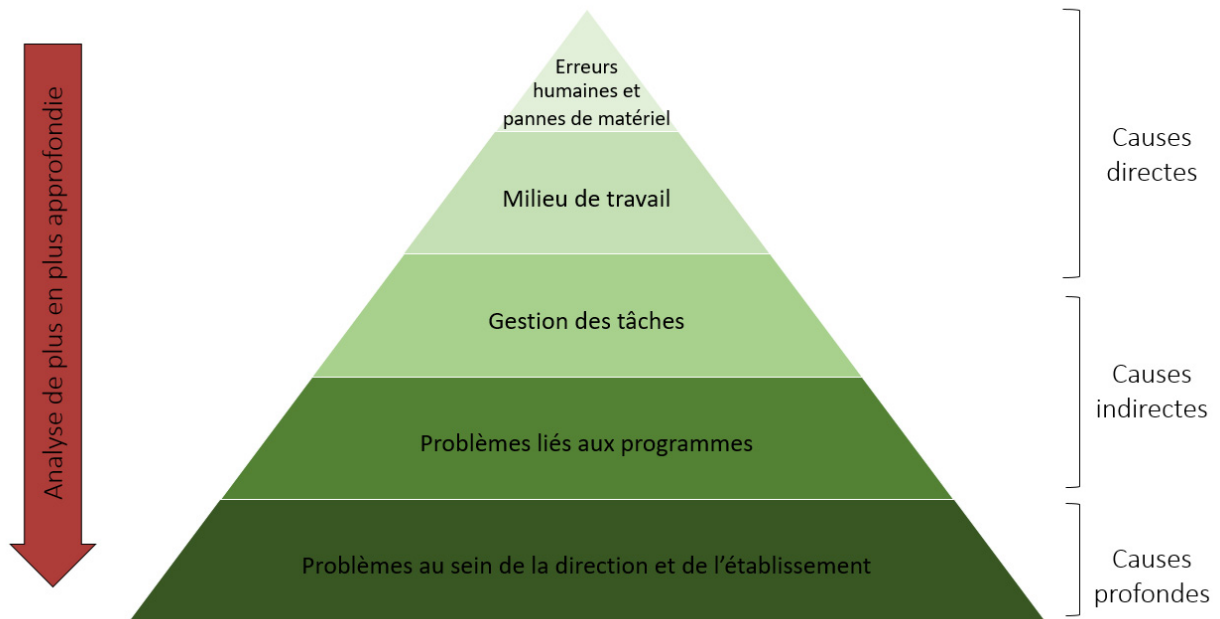 Analyse de plus en plus approfondie
Erreurs
humaines et
pannes de matériel
Milieu de travail
Gestion des tâches
Problèmes liés aux programmes
Problèmes au sein de la direction et de l’établissement
Causes
directes
Causes
indirectes
Causes
profondes